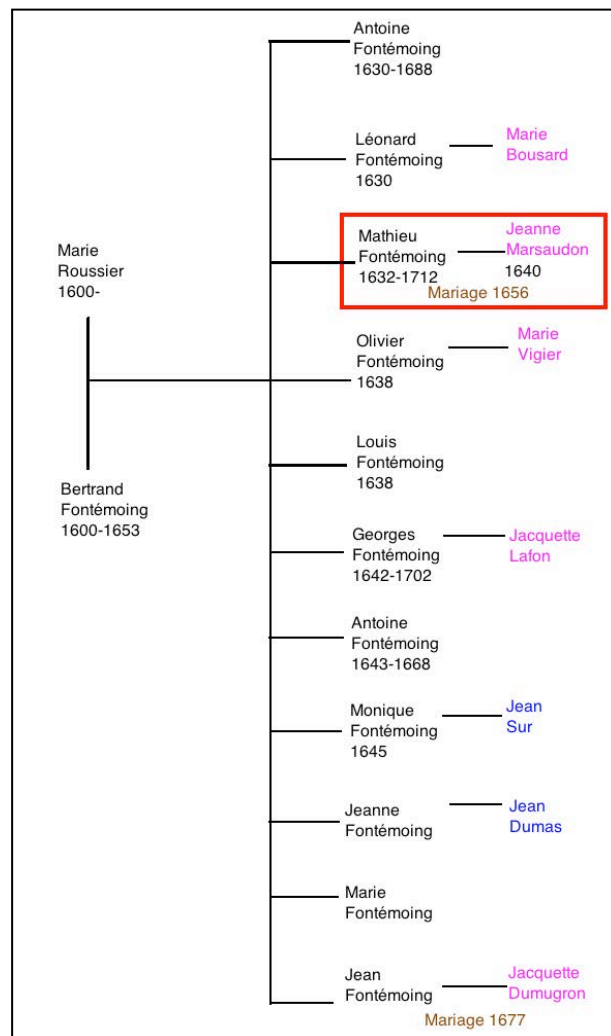 Marie
Roussier
1600-
Bertrand
Fontémoing
1600-1653
Antoine
Fontémoing
1630-1688
Léonard
Fontémoing
1630
Marie
Bousard
Mathieu
Fontémoing
1632-1712
Jeanne
Marsaudon
1640
Mariage 1656
Olivier
Fontémoing
1638
Marie
Vigier
Louis
Fontémoing
1638
Georges
Fontémoing
1642-1702
Jacquette
Lafon
Antoine
Fontémoing
1643-1668
Monique
Fontémoing
1645
Jean
Sur
Jeanne
Fontémoing
Jean
Dumas
Marie
Fontémoing
Jean
Fontémoing
Jacquette
Dumugron
Mariage 1677